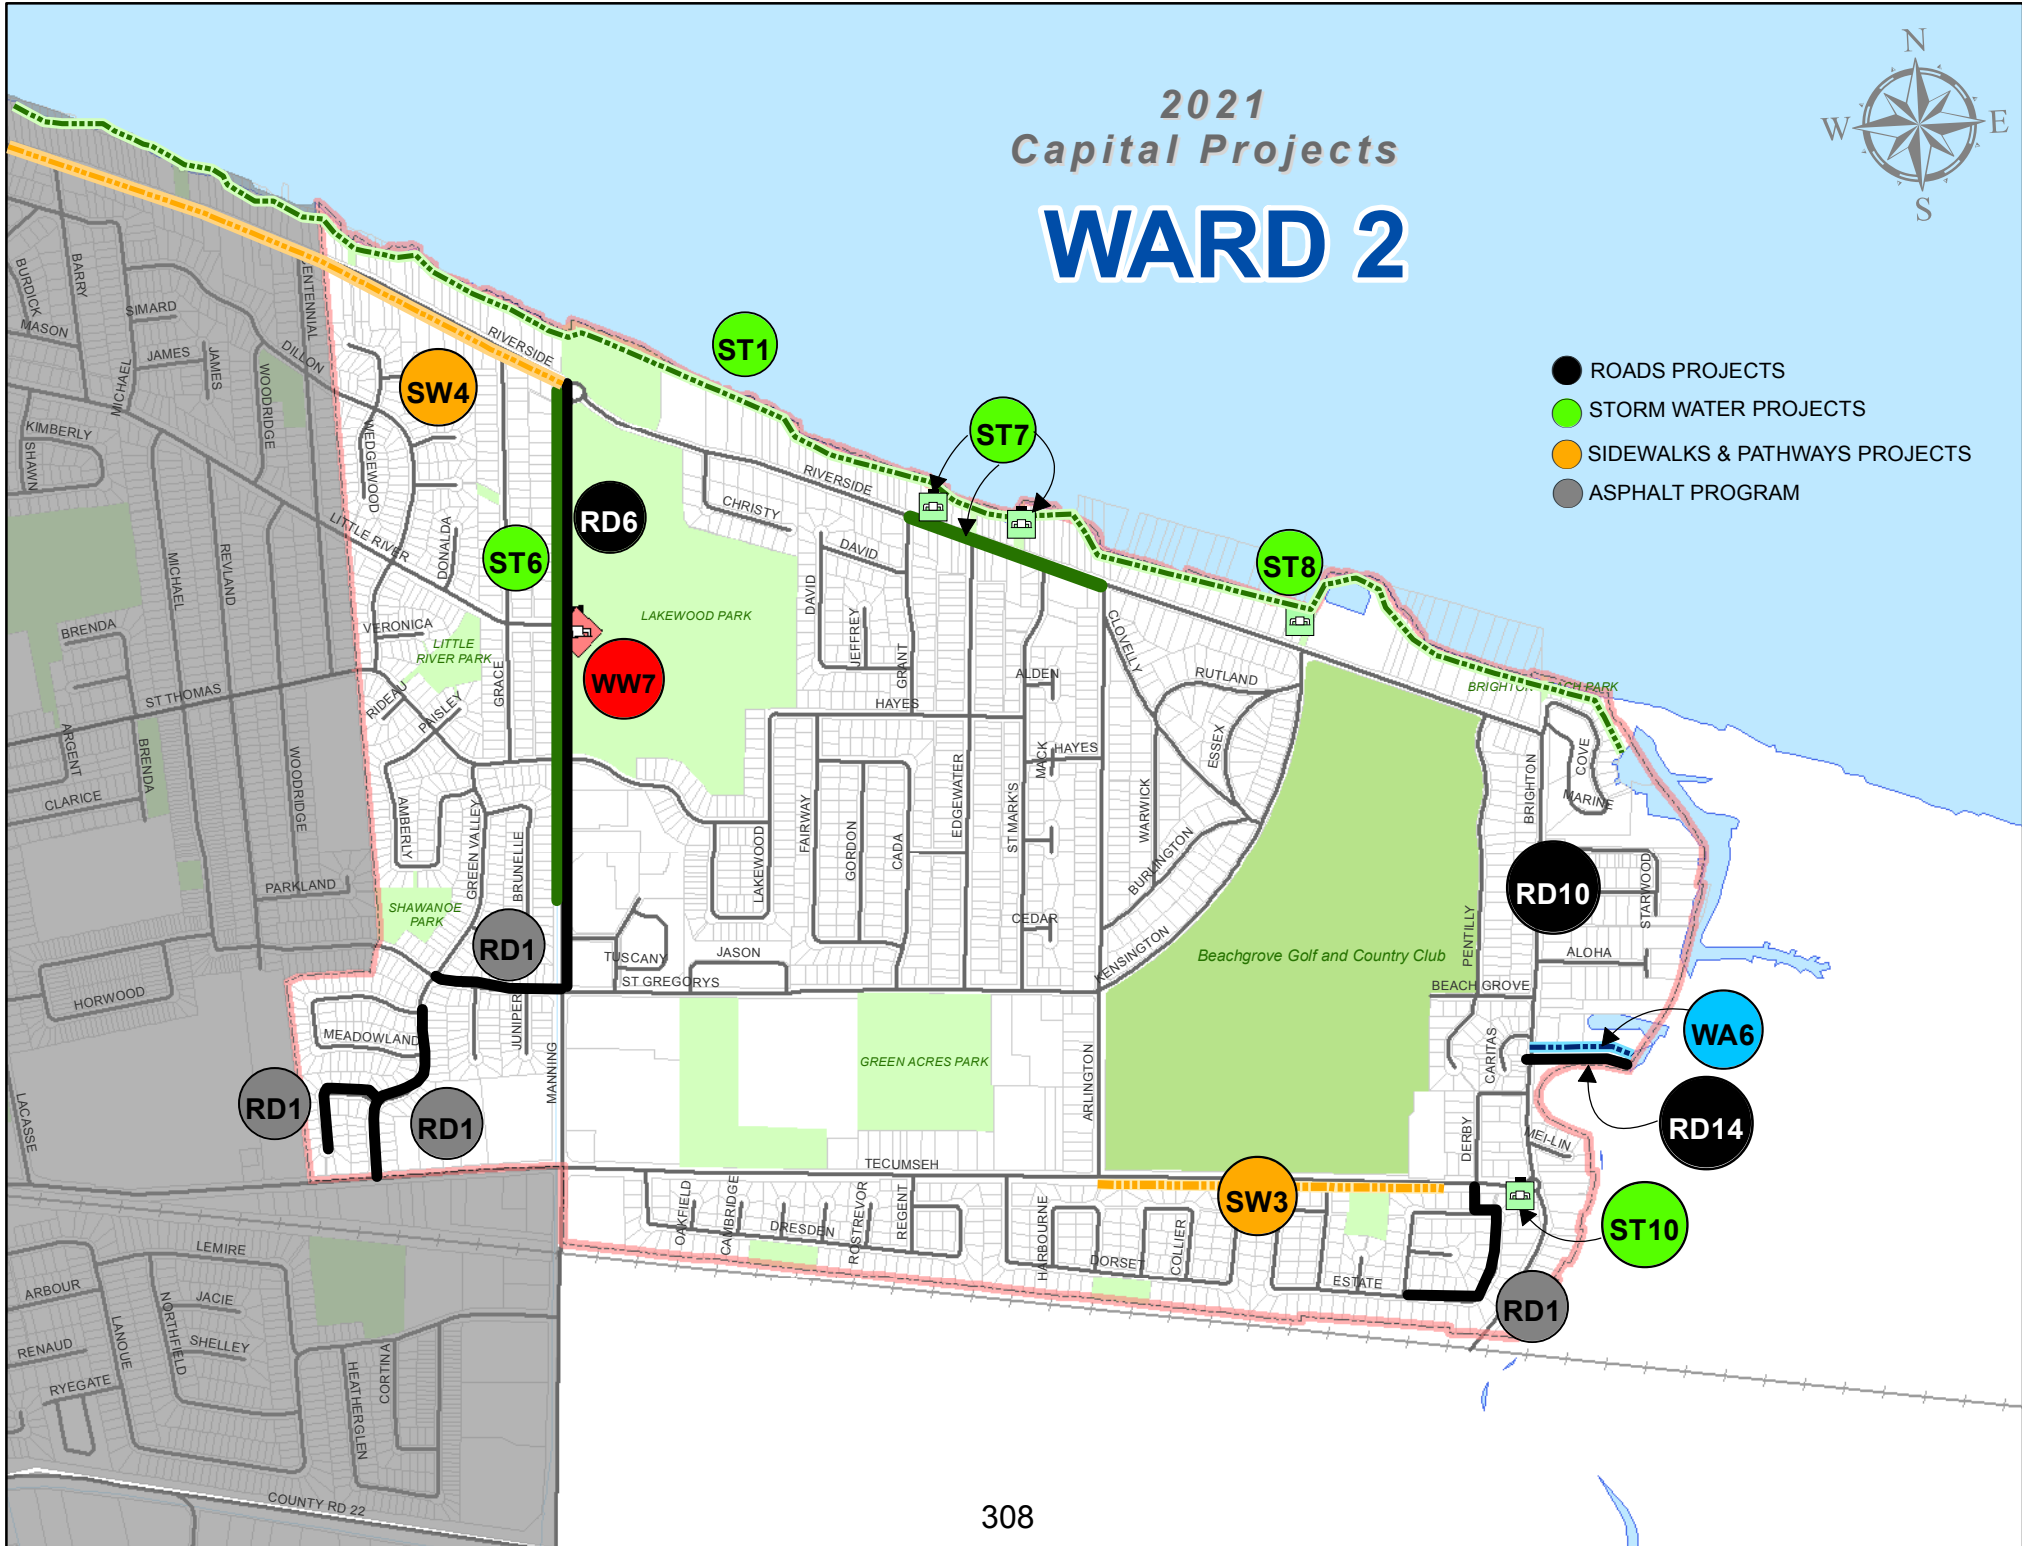 2021
Capital Projects
WARD 2
N
W
E
S
ROADS PROJECTS
STORM WATER PROJECTS
SIDEWALKS & PATHWAYS PROJECTS
ASPHALT PROGRAM
BURDICK
BARRY
MASON
SIMARD
JAMES
JAMES
MICHAEL
ENTENNIAL
DILLON
WOODRIDGE
KIMBERLY
SHAWN
RIVERSIDE
SW4
WEDGEWOOD
LITTLE RIVER
DONALDA
ST1
ST7
RIVERSIDE
CHRISTY
RD6
ST6
ST8
DAVID
DAVID
JEFFREY
GRANT
MICHAEL
REVLAND
BRENDA
VERONICA
LITTLE
RIVER PARK
LAKEWOOD PARK
WW7
GRACE
RIDEAU
PAISLEY
ST THOMAS
ARGENT
BRENDA
WOODRIDGE
CLARICE
HAYES
ALDEN
CLOVELLY
RUTLAND
ESSEX
MACK
HAYES
BRIGHTON
COVE
MARINE
AMBERLY
GREEN VALLEY
BRUNELLE
LAKEWOOD
FAIRWAY
GORDON
CADA
EDGEWATER
ST MARK'S
WARWICK
BURLINGTON
PARKLAND
SHAWANOE
PARK
RD10
STARWOOD
CEDAR
RD1
TUSCANY
JASON
ST GREGORYS
KENSINGTON
Beachgrove Golf and Country Club
PENTILLY
ALOHA
BEACH GROVE
HORWOOD
MEADOWLAND
JUNIPER
MANNING
GREEN ACRES PARK
ARLINGTON
CARITAS
WA6
RD14
RD1
RD1
LACASSE
DERBY
MEI-LIN
TECUMSEH
SW3
OAKFIELD
CAMBRIDGE
DRESDEN
ROSTREVOR
REGENT
HARBOURNE
DORSET
COLLIER
ESTATE
ST10
RD1
LEMIRE
ARBOUR
JACIE
NORTHFIELD
SHELLEY
LANOUE
RENAUD
RYEGATE
HEATHERGLEN
CORTINA
COUNTY RD 22
308